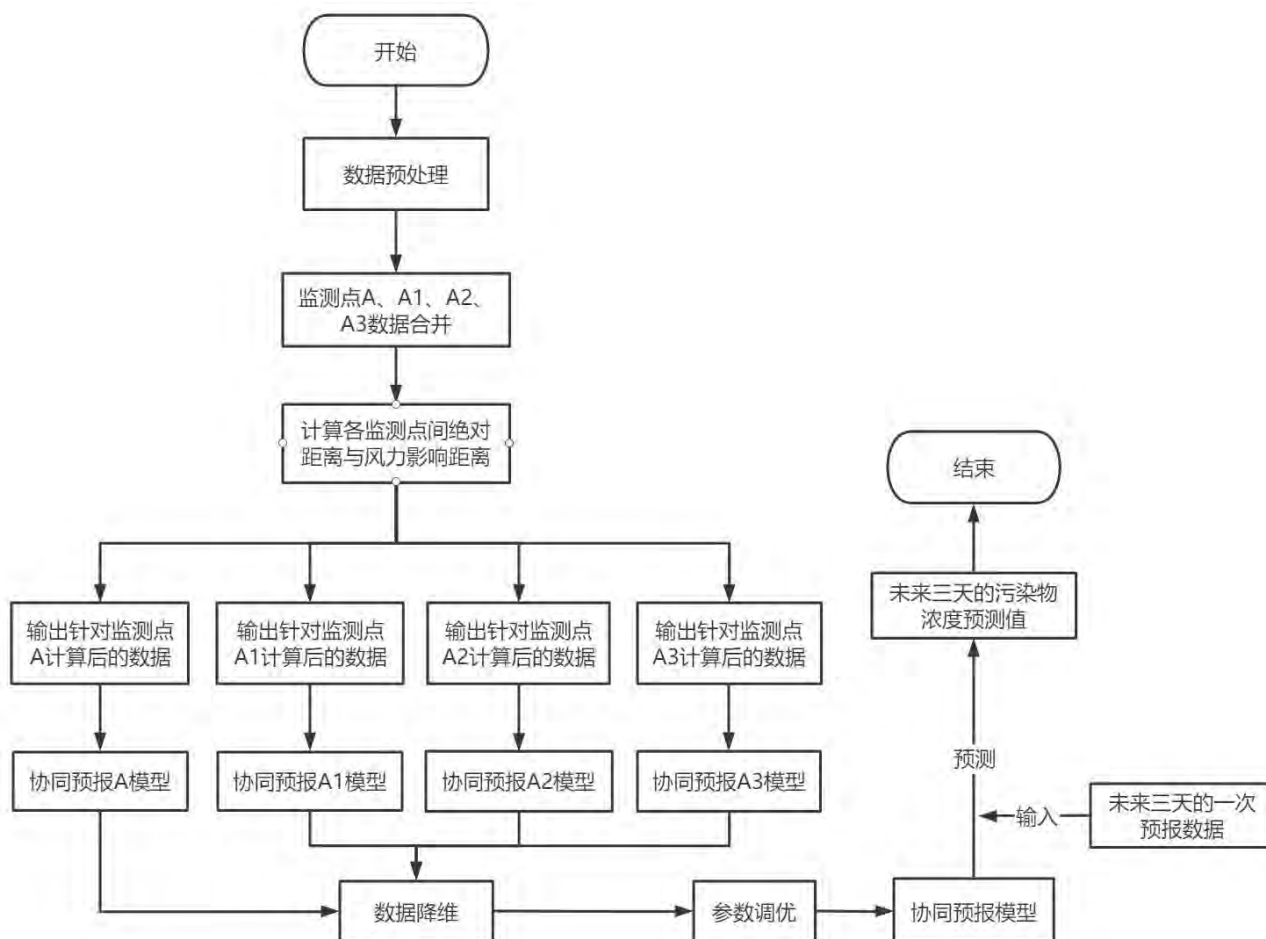 开始
数据预处理
监测点A、A1、A2、
A3数据合并
计算各监测点间绝对
距离与风力影响距离
输出针对监测点
A计算后的数据
输出针对监测点
A1计算后的数据
输出针对监测点
A2计算后的数据
输出针对监测点
A3计算后的数据
协同预报A模型
协同预报A1模型
协同预报A2模型
协同预报A3模型
数据降维
参数调优
协同预报模型
输入
未来三天的一次
预报数据
预测
未来三天的污染物
浓度预测值
结束